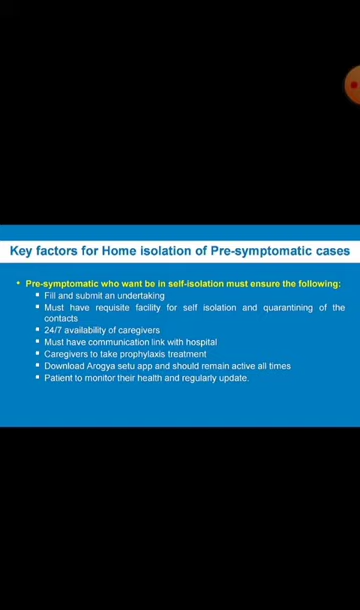 Key factors for Home isolation of Pre-symptomatic cases
Pre-symptomatic who want be in self-isolation must ensure the following:
Fill and submit an undertaking
Must have requisite facility for self isolation and quarantining of the
contacts
24/7 availability of caregivers
Must have communication link with hospital
Caregivers to take prophylaxis treatment
Download Arogya setu app and should remain active all times
Patient to monitor their health and regularly update.